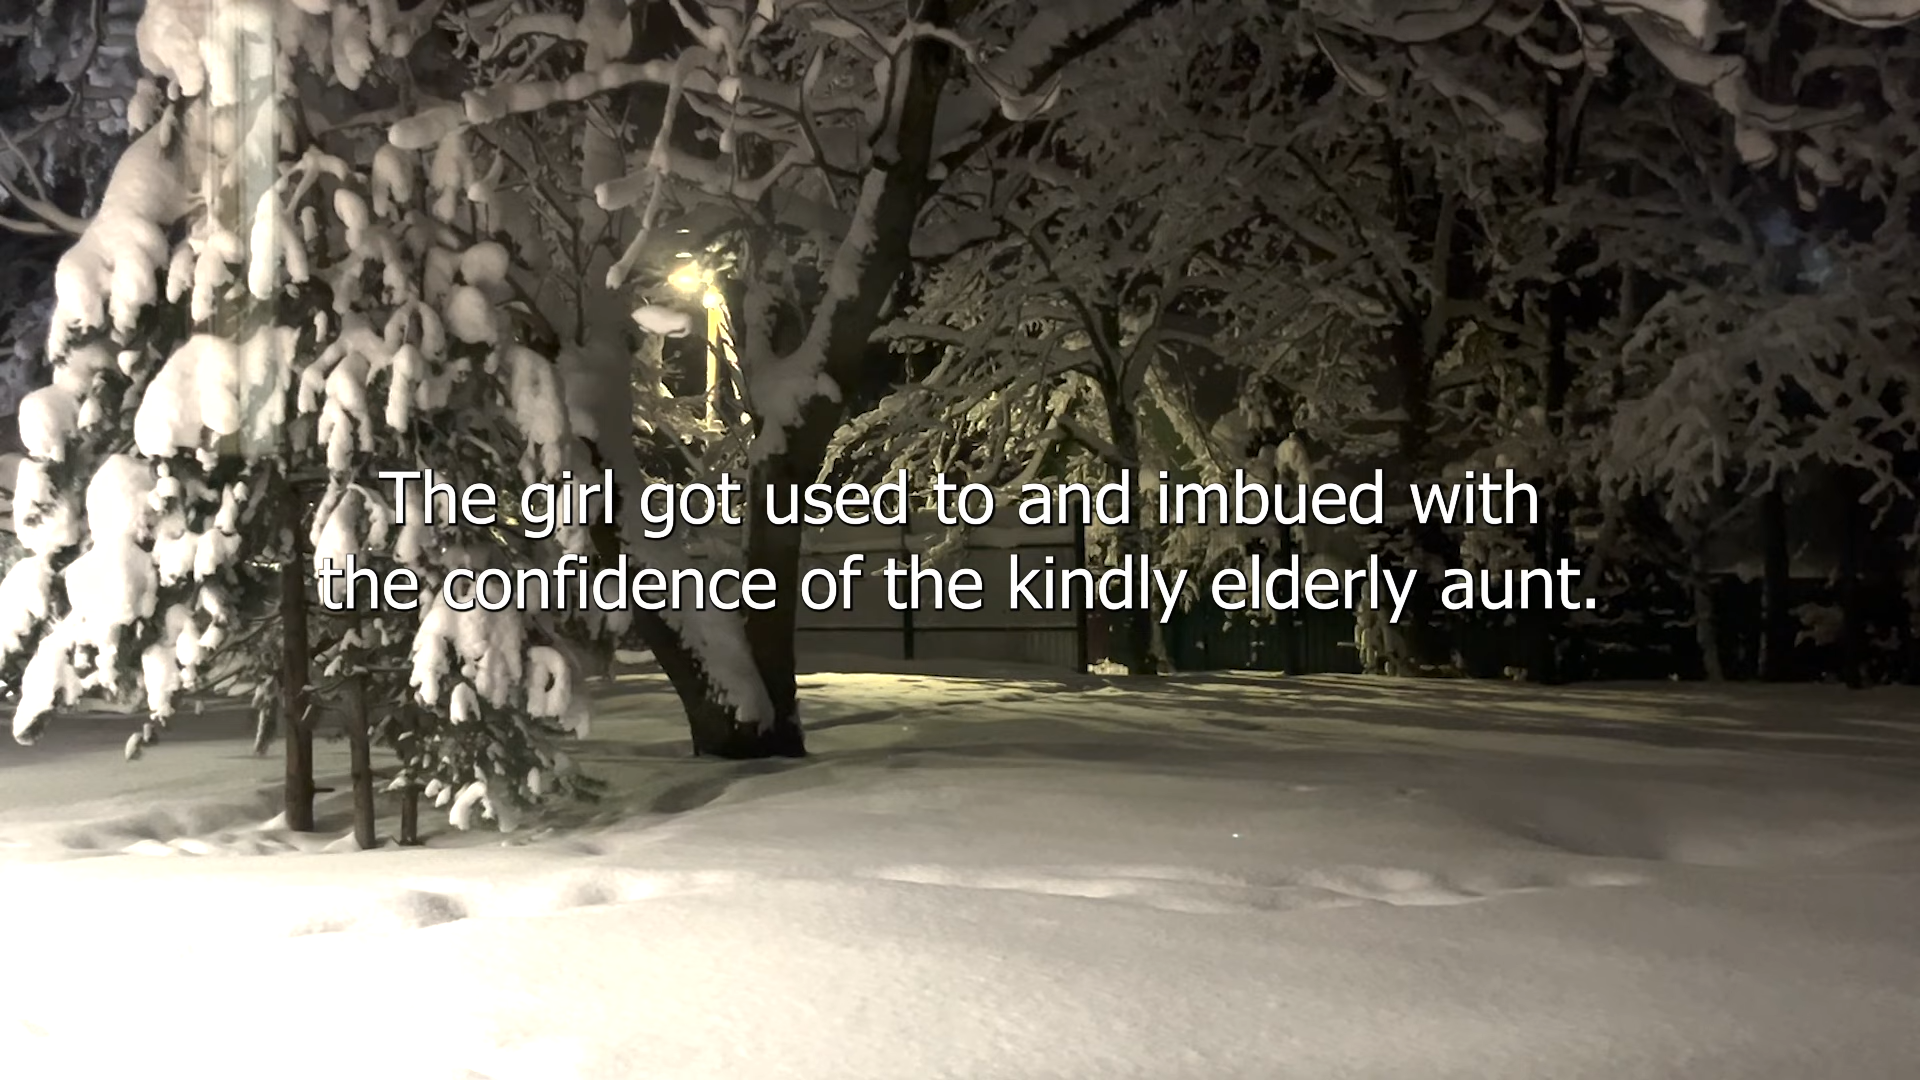 The girl got used to and imbued with
the confidence of the kindly elderly aunt.